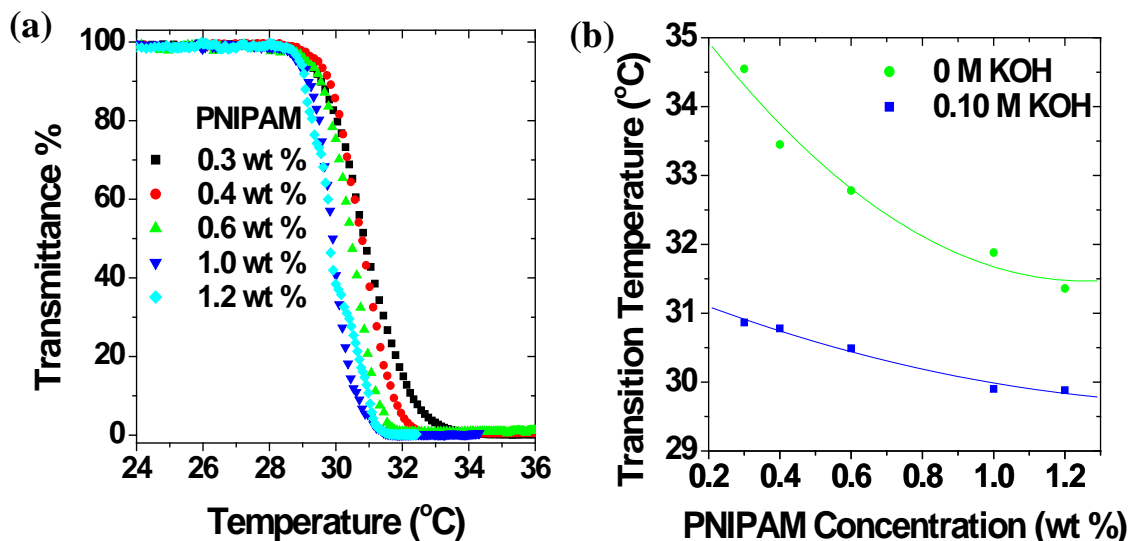 (a)
100
80
60
40
20
0
Transmittance %
PNIPAM
0.3 wt %
0.4 wt %
0.6 wt %
1.0 wt %
1.2 wt %
24 26 28 30 32 34 36
Temperature (°C)
(b)
35
34
33
32
31
30
29
Transition Temperature (°C)
0 M KOH
0.10 M KOH
0.2 0.4 0.6 0.8 1.0 1.2
PNIPAM Concentration (wt %)